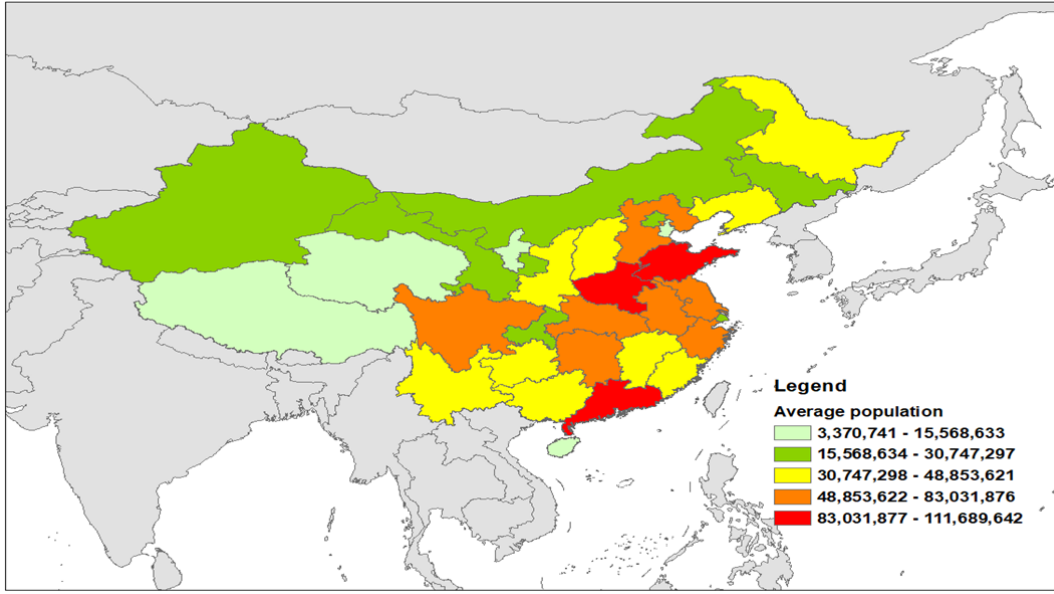 Legend
Average population
3,370,741 - 15,568,633
15,568,634 - 30,747,297
30,747,298 - 48,853,621
48,853,622 - 83,031,876
83,031,877 - 111,689,642